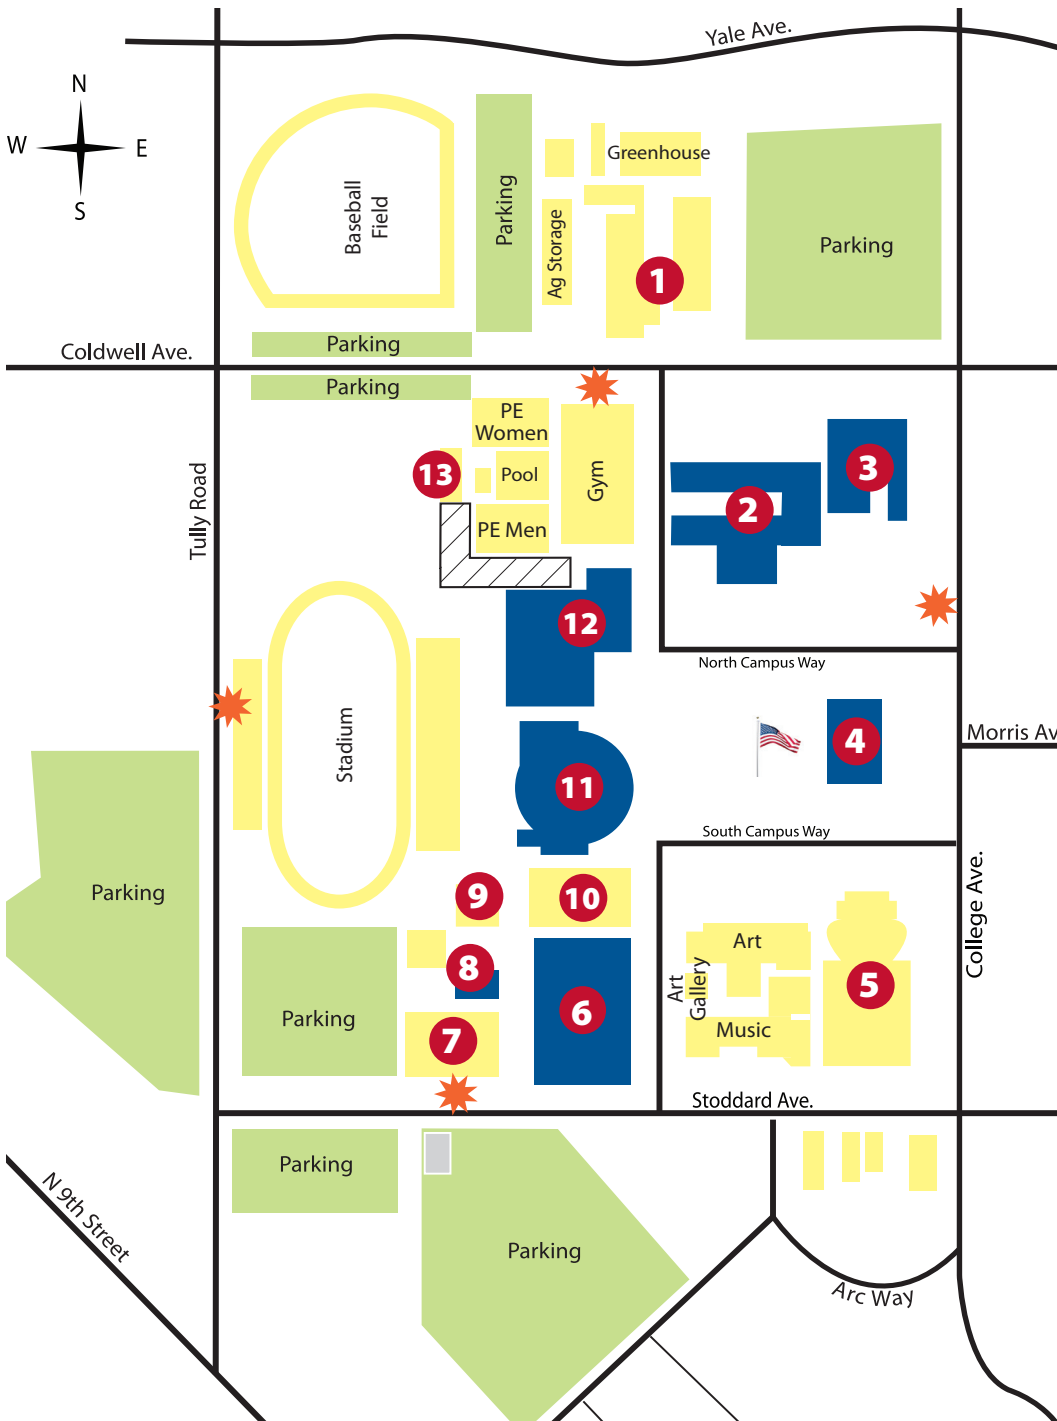 Yale Ave.
N
W
E
S
Greenhouse
Baseball
Field
Parking
Ag Storage
Parking
1
Coldwell Ave.
Parking
Parking
PE
Women
Tully Road
13
Pool
Gym
3
2
PE Men
12
North Campus Way
Stadium
4
Morris Av
11
South Campus Way
Parking
9
10
College Ave.
Art
8
Art
Gallery
5
Parking
6
7
Music
Stoddard Ave.
Parking
N 9th Street
Parking
Arc Way